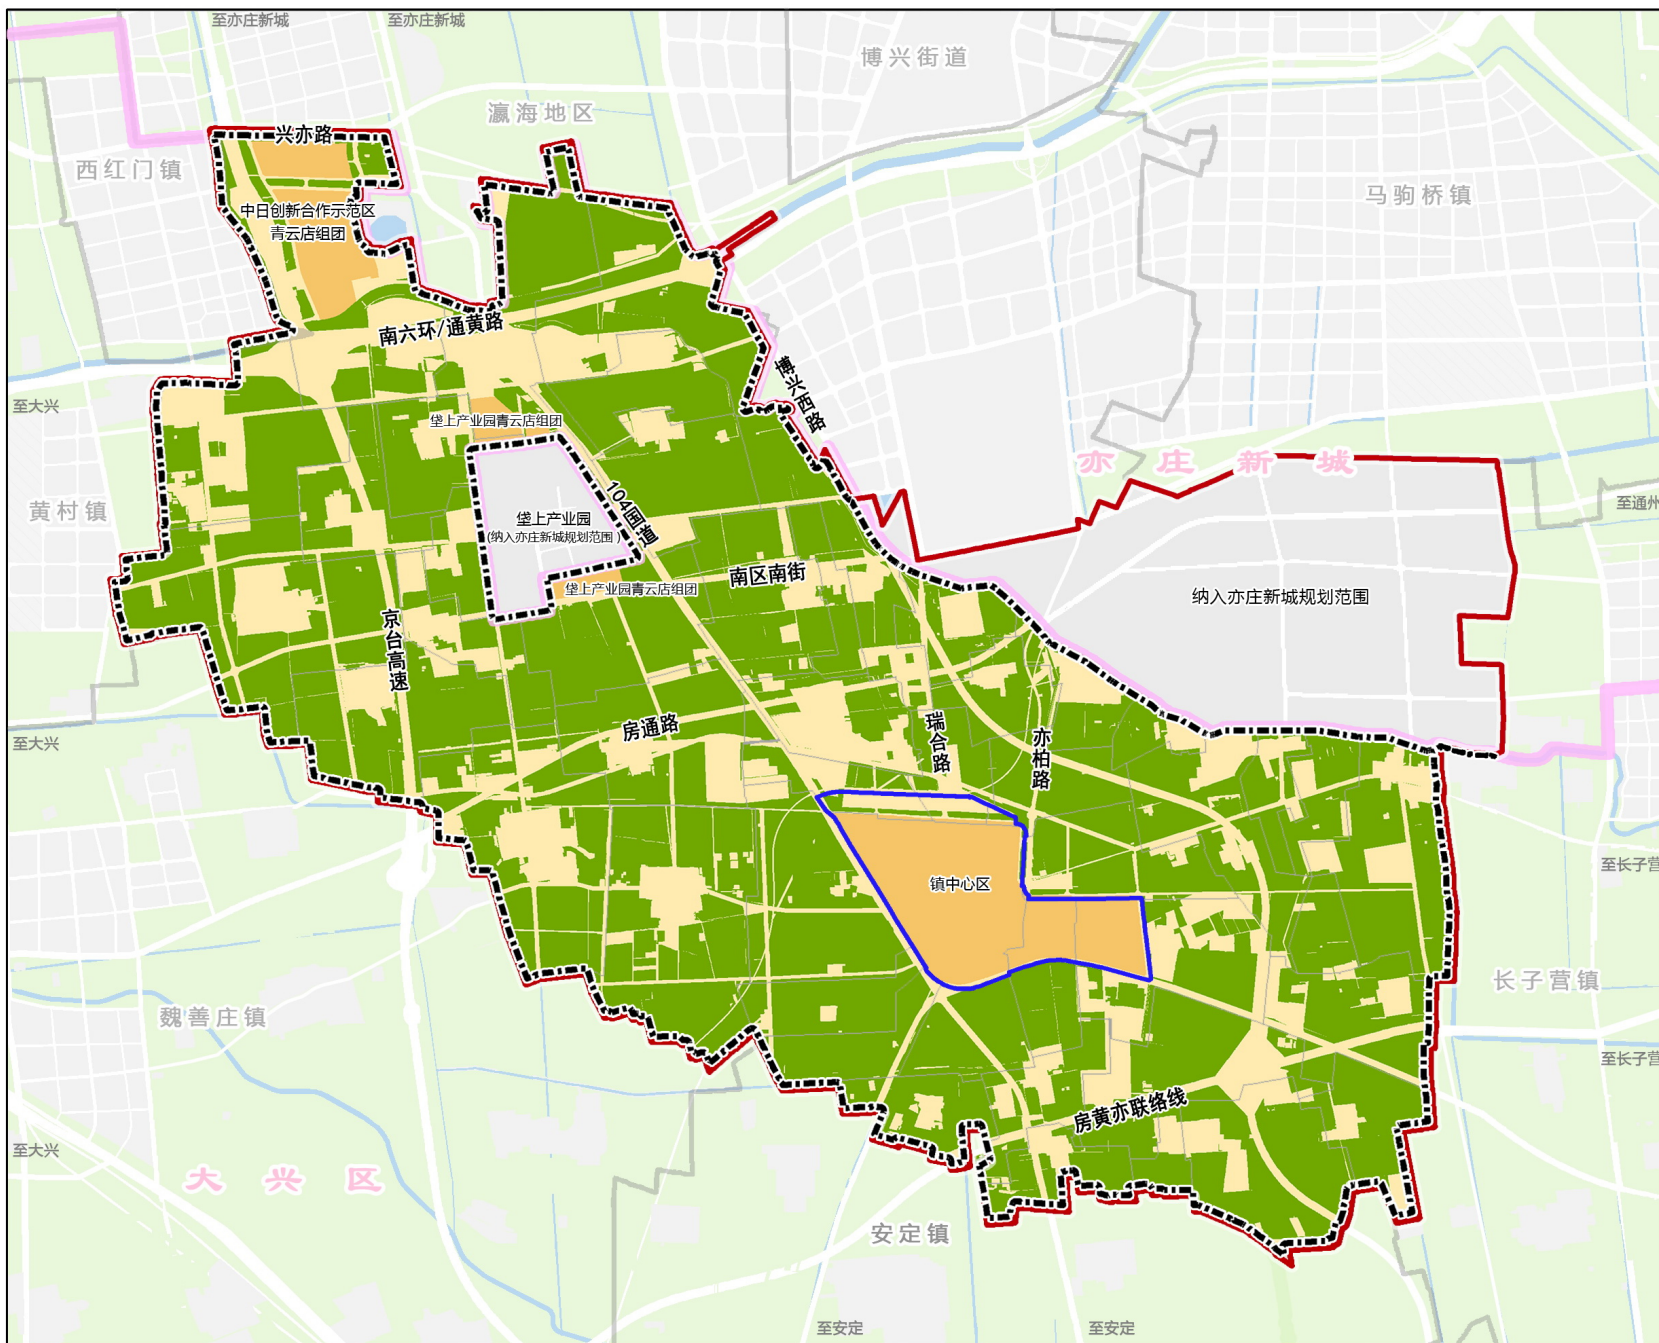 至亦庄新城
至亦庄新城
博兴街道
瀛海地区
兴亦路
西红门镇
马驹桥镇
中日创新合作示范区
青云店组团
南六环/通黄路
博兴西路
至大兴
垡上产业园青云店组团
亦庄新城
104国道
至通州
黄村镇
垡上产业园
(纳入亦庄新城规划范围)
南区南街
垡上产业园青云店组团
纳入亦庄新城规划范围
京台高速
房通路
瑞合路
亦柏路
至大兴
至长子营
镇中心区
长子营镇
魏善庄镇
至长子营
房黄亦联络线
至大兴
大兴区
安定镇
至安定
至安定